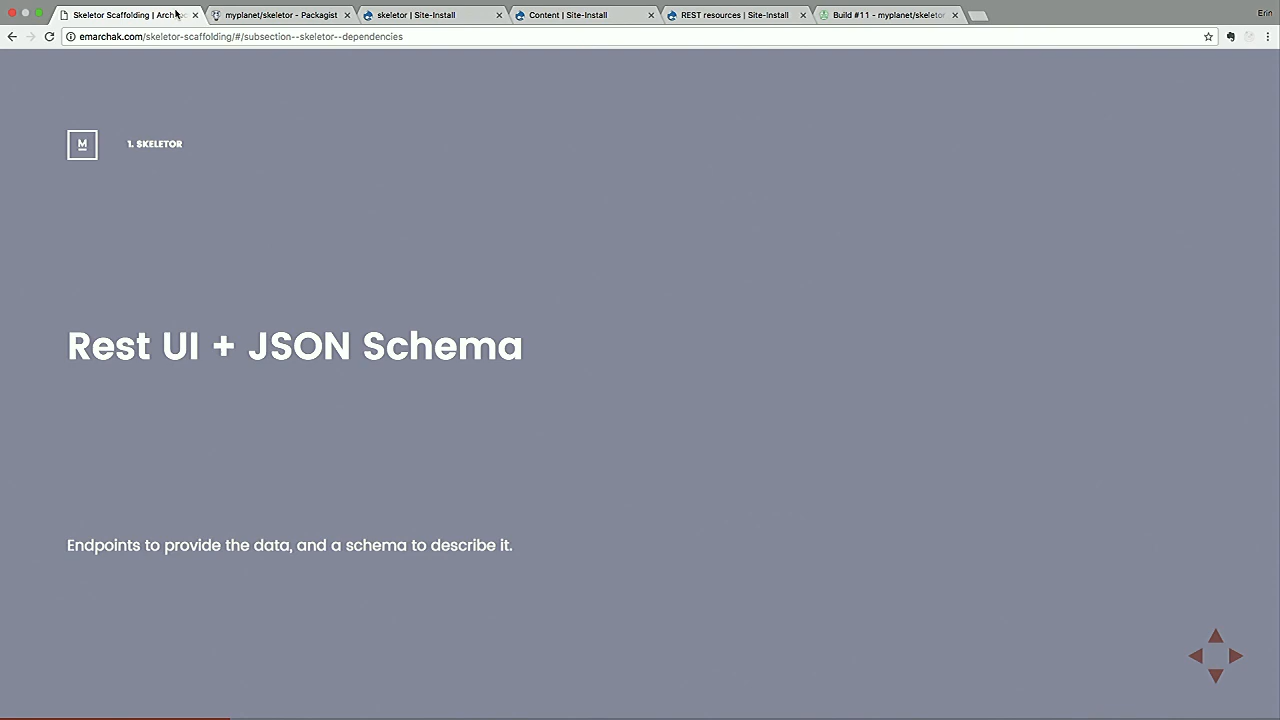 Skeletor Scaffolding | Arch
myplanet/skeletor - Packagist
skeletor | Site-Install
Content | Site-Install
REST resources | Site-Install
Build #11 - myplanet/skeletor
Erin
emarchak.com/skeletor-scaffolding/#/subsection--skeletor--dependencies
M
1. SKELETOR
Rest UI + JSON Schema
Endpoints to provide the data, and a schema to describe it.